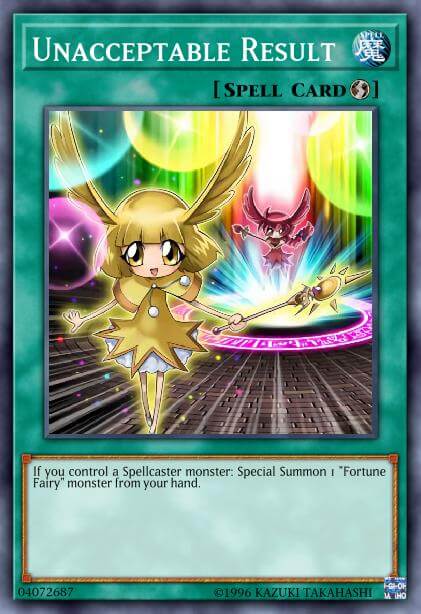 Unacceptable Result
SPELL
魔
[Spell Card]
If you control a Spellcaster monster: Special Summon 1 "Fortune
Fairy" monster from your hand.
04072687
©1996 KAZUKI TAKAHASHI